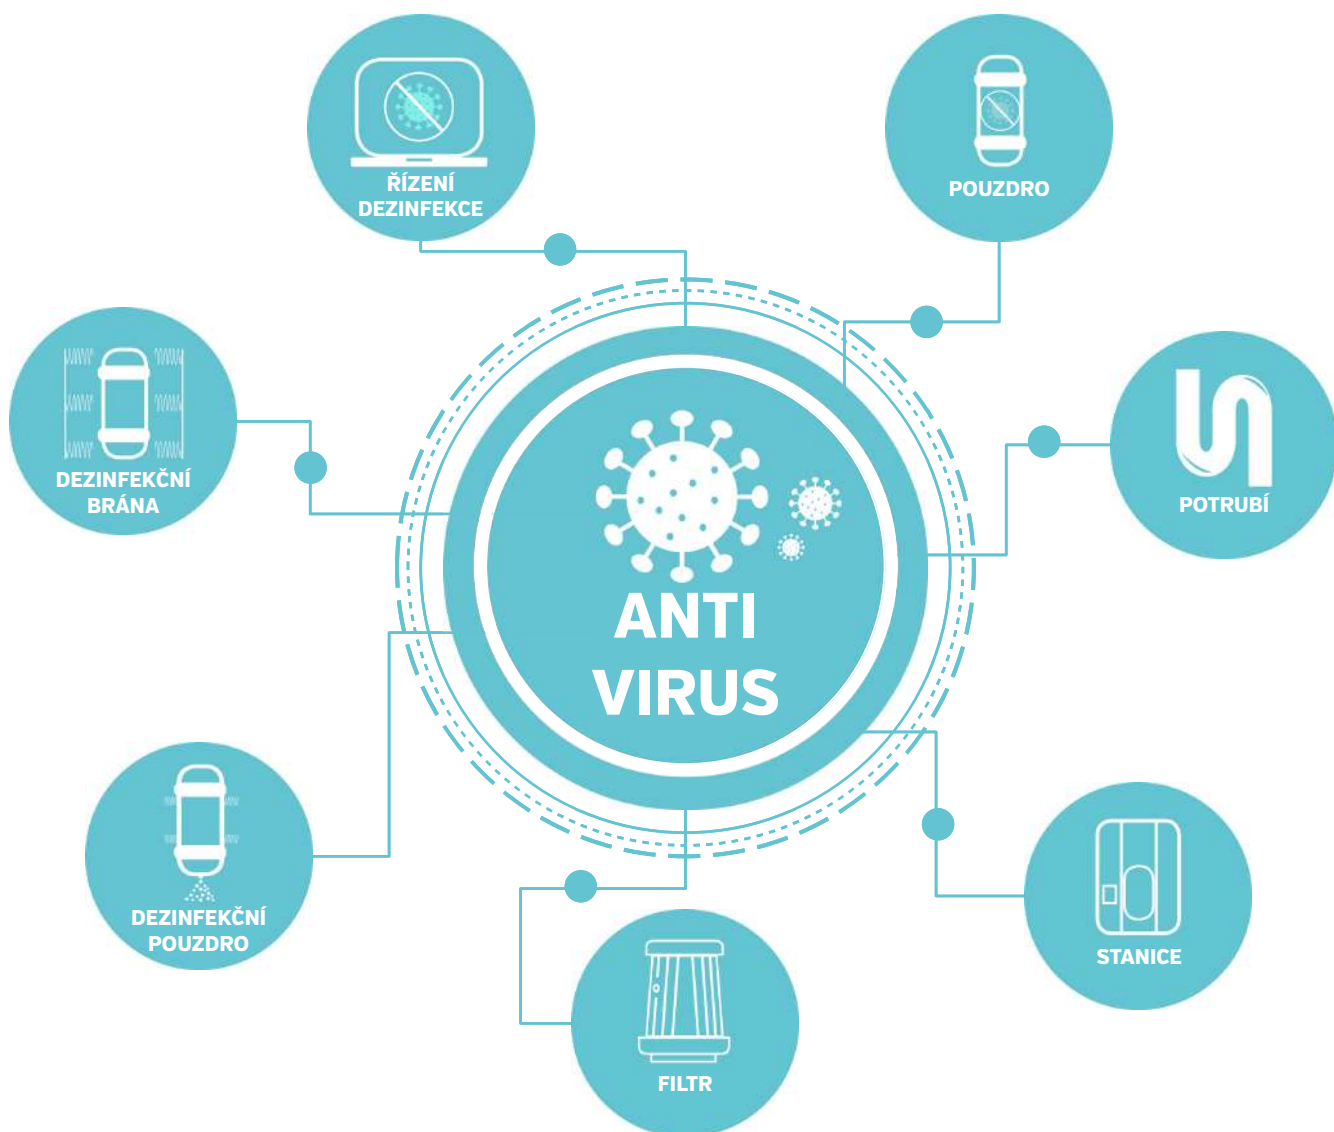 ŘÍZENÍ
DEZINFEKCE
POUZDRO
DEZINFEKČNÍ
BRÁNA
POTRUBÍ
ANTI
VIRUS
DEZINFEKČNÍ
POUZDRO
STANICE
FILTR